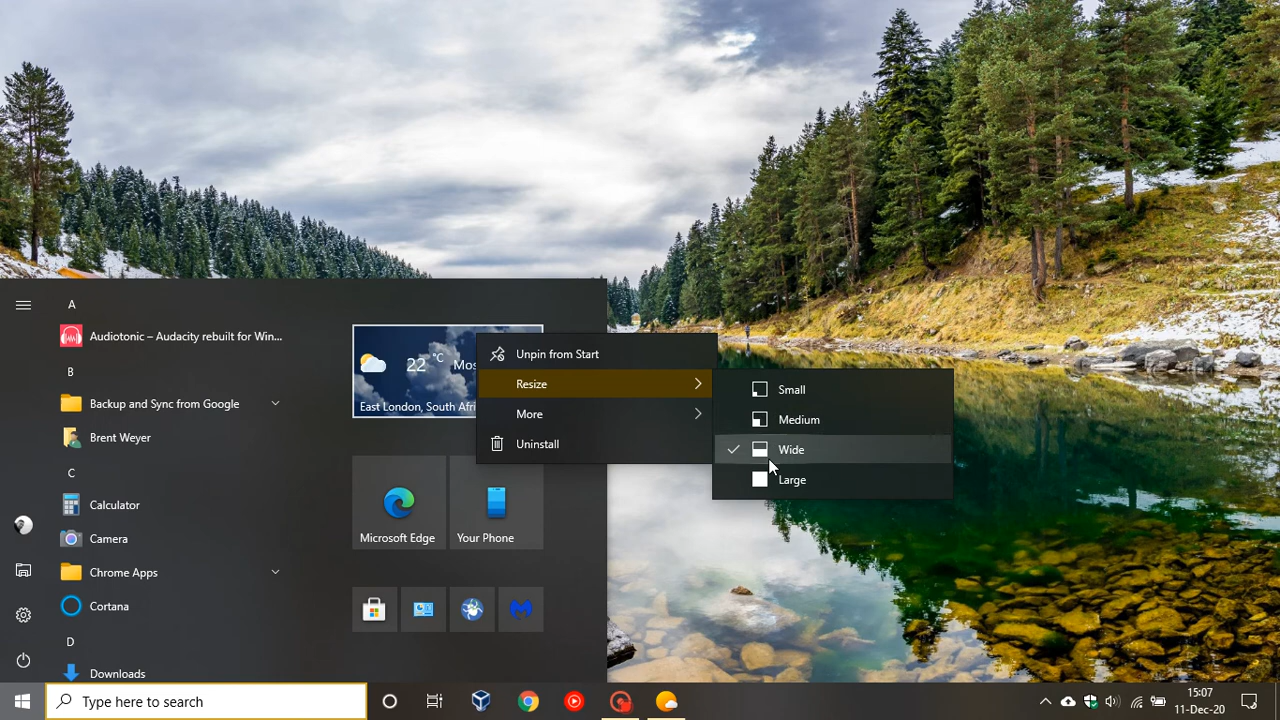 A
Audiotonic – Audacity rebuilt for Win...
B
Backup and Sync from Google
Brent Weyer
C
Calculator
Camera
Chrome Apps
Cortana
D
Downloads
22 °C Mos
East London, South Afri
Microsoft Edge
Your Phone
Unpin from Start
Resize
More
Uninstall
Small
Medium
Wide
Large
Type here to search
15:07
11-Dec-20